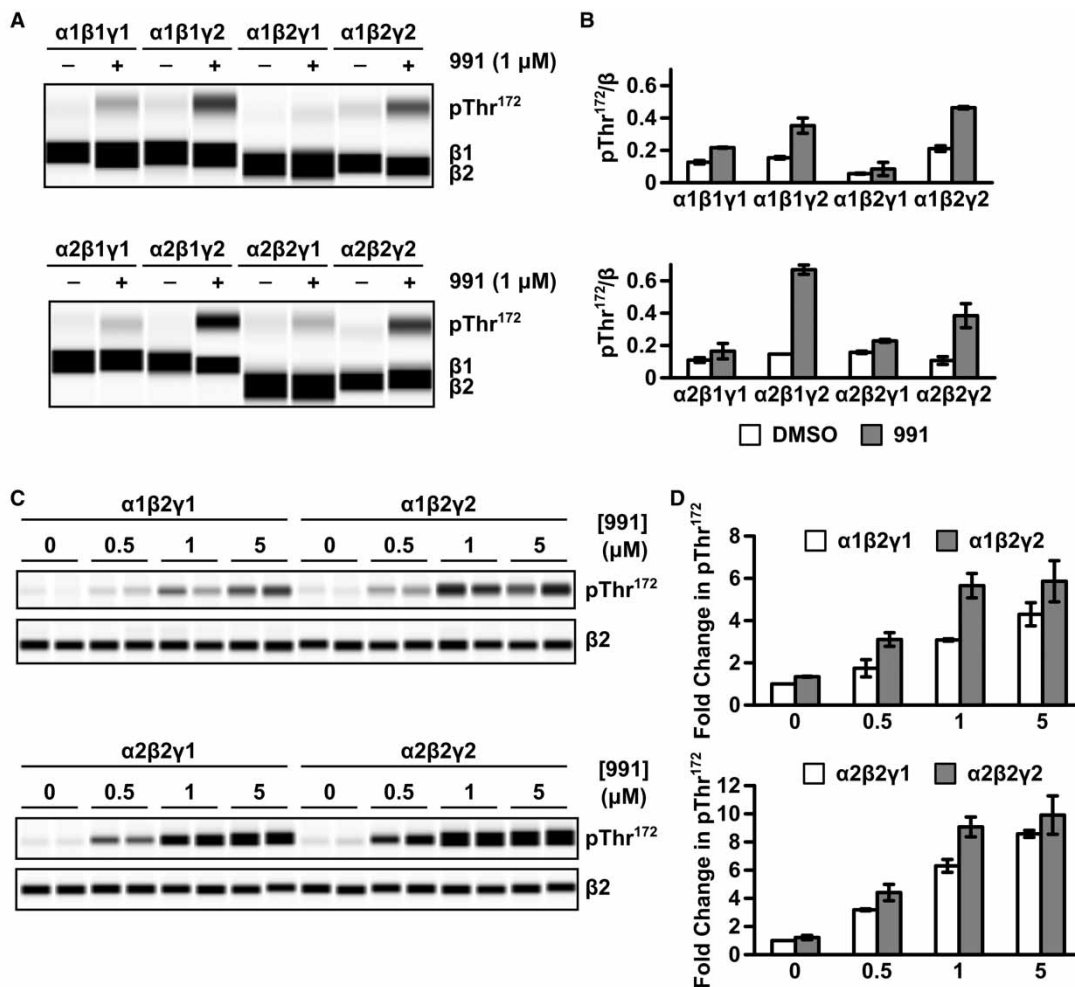 A
α1β1γ1 α1β1γ2 α1β2γ1 α1β2γ2
– + – + – + – + 991 (1 µM)
pThr¹⁷²
β1
β2
α2β1γ1 α2β1γ2 α2β2γ1 α2β2γ2
– + – + – + – + 991 (1 µM)
pThr¹⁷²
β1
β2
B
pThr¹⁷²/β
0.6
0.4
0.2
0
α1β1γ1 α1β1γ2 α1β2γ1 α1β2γ2
pThr¹⁷²/β
0.6
0.4
0.2
0
α2β1γ1 α2β1γ2 α2β2γ1 α2β2γ2
DMSO 991
C
α1β2γ1 α1β2γ2
[991]
0 0.5 1 5 0 0.5 1 5 (µM)
pThr¹⁷²
β2
α2β2γ1 α2β2γ2
[991]
0 0.5 1 5 0 0.5 1 5 (µM)
pThr¹⁷²
β2
D
α1β2γ1 α1β2γ2
Fold Change in pThr¹⁷²
8
6
4
2
0
0 0.5 1 5
α2β2γ1 α2β2γ2
Fold Change in pThr¹⁷²
12
10
8
6
4
2
0
0 0.5 1 5